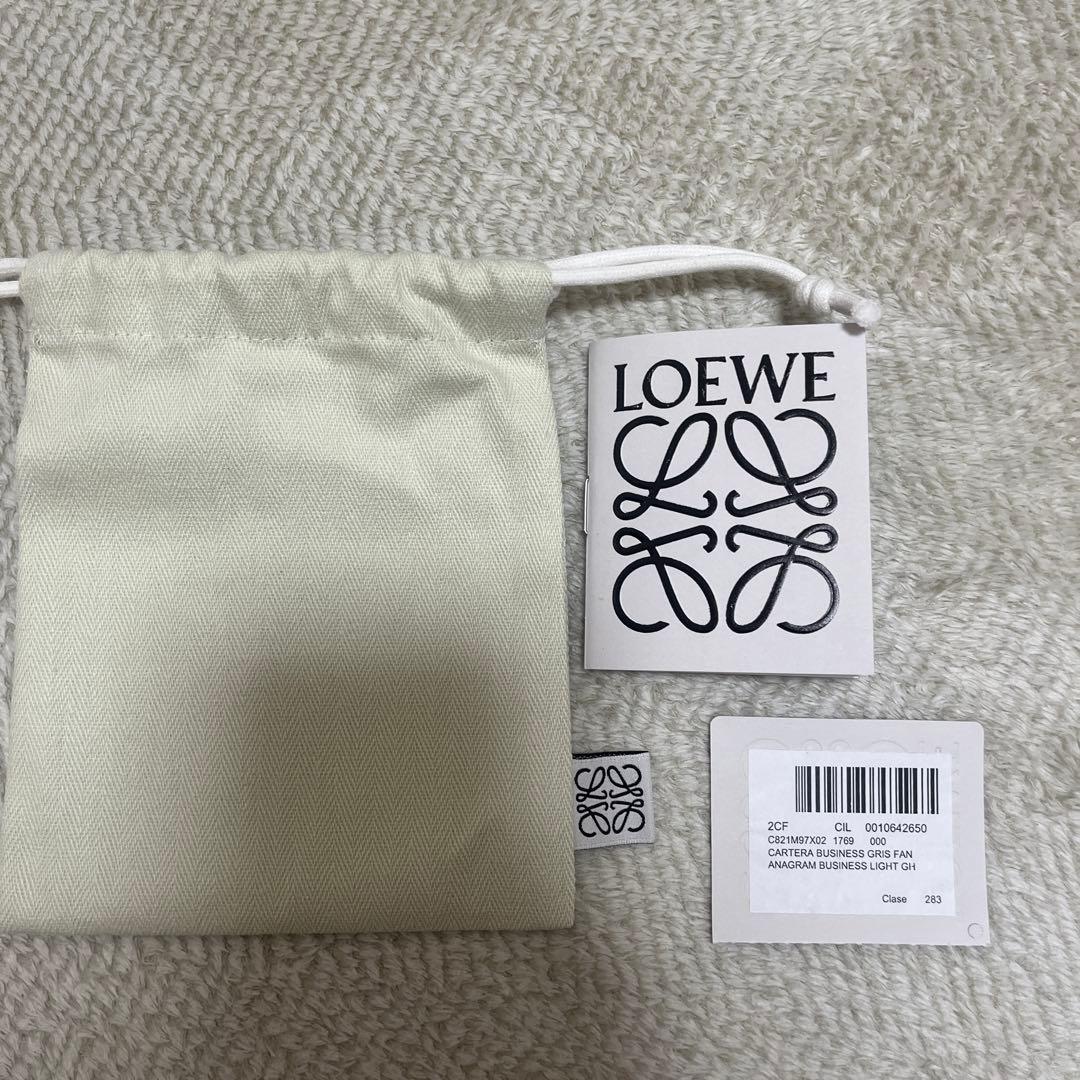 LOEWE
2CF CIL 0010642650
C821M97X02 1769 000
CARTERA BUSINESS GRIS FAN
ANAGRAM BUSINESS LIGHT GH
Clase 283